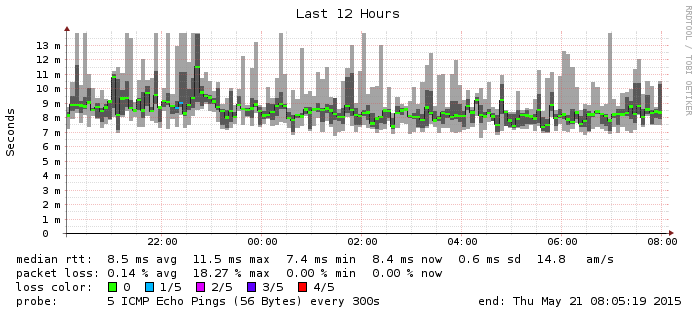 Last 12 Hours
RRDTOOL / TOBI OETIKER
Seconds
13 m
12 m
11 m
10 m
9 m
8 m
7 m
6 m
5 m
4 m
3 m
2 m
1 m
0
22:00 00:00 02:00 04:00 06:00 08:00
median rtt: 8.5 ms avg 11.5 ms max 7.4 ms min 8.4 ms now 0.6 ms sd 14.8 am/s
packet loss: 0.14 % avg 18.27 % max 0.00 % min 0.00 % now
loss color: 0 1/5 2/5 3/5 4/5
probe: 5 ICMP Echo Pings (56 Bytes) every 300s end: Thu May 21 08:05:19 2015